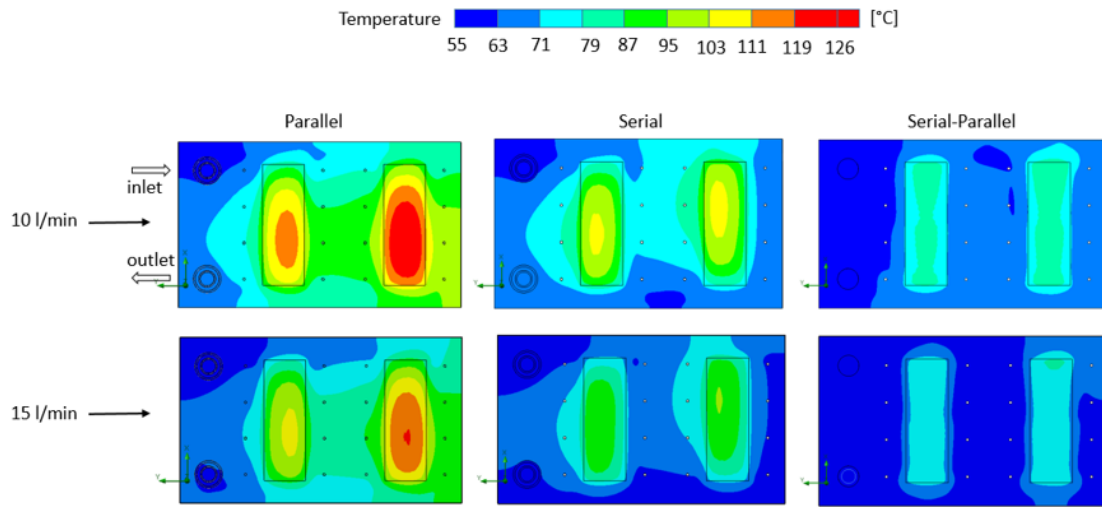 Temperature [°C]
55 63 71 79 87 95 103 111 119 126
Parallel Serial Serial-Parallel
inlet
10 l/min
outlet
15 l/min